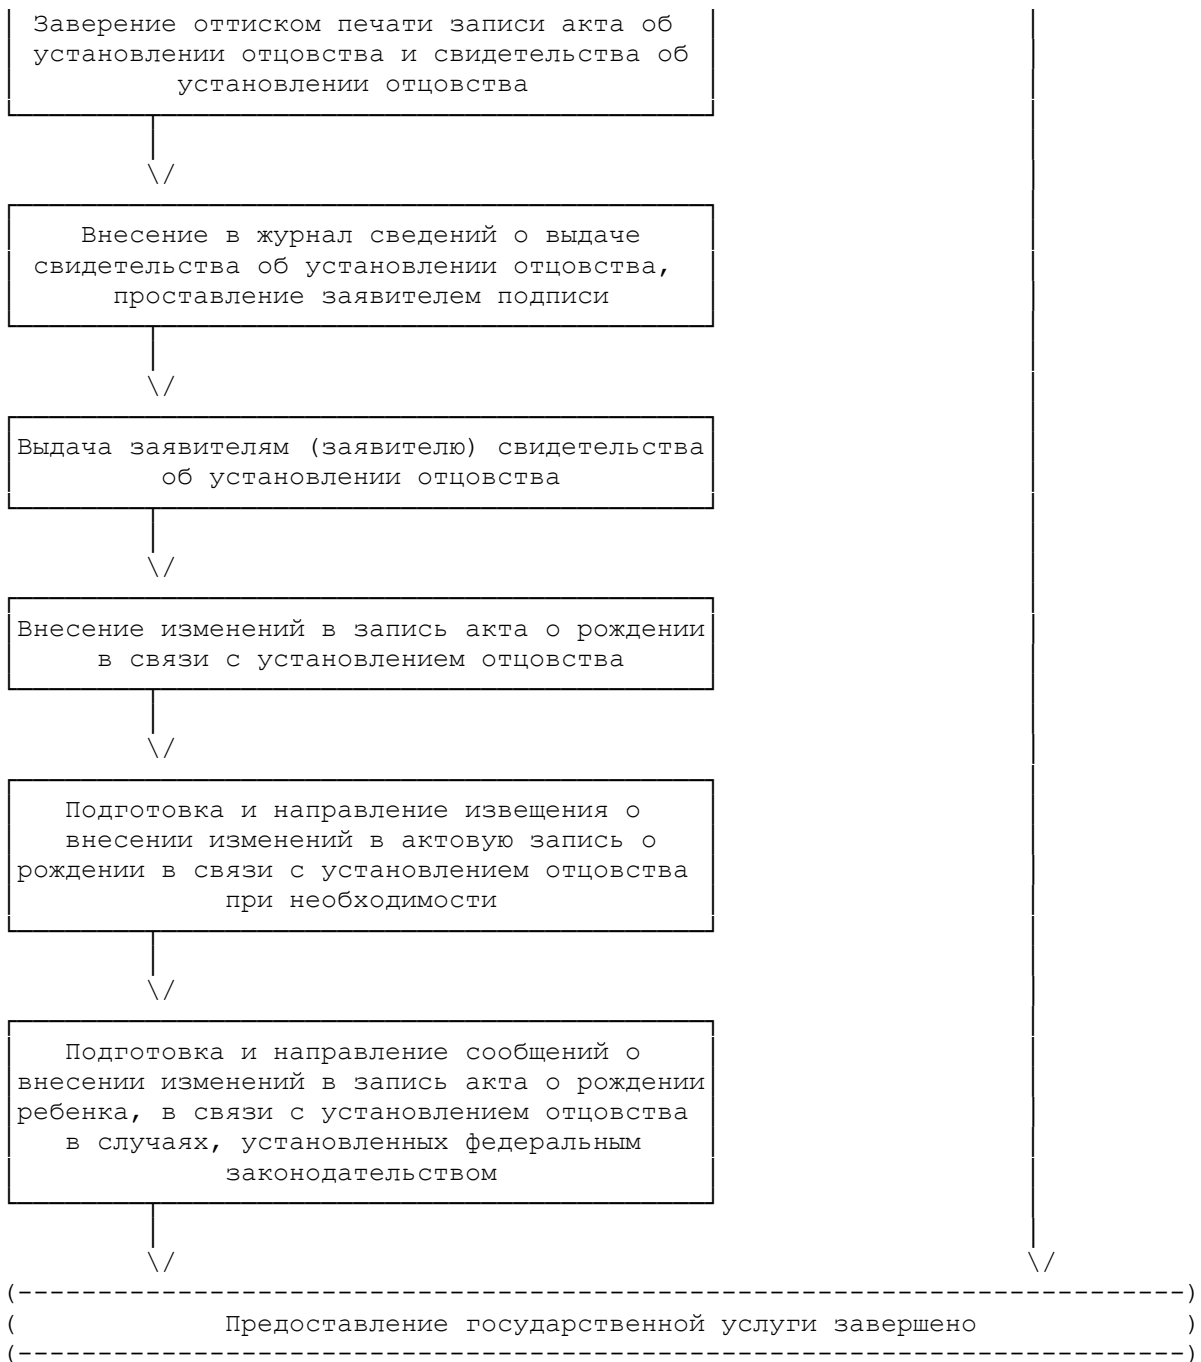 Заверение оттиском печати записи акта об
установлении отцовства и свидетельства об
установлении отцовства
Внесение в журнал сведений о выдаче
свидетельства об установлении отцовства,
проставление заявителем подписи
Выдача заявителям (заявителю) свидетельства
об установлении отцовства
Внесение изменений в запись акта о рождении
в связи с установлением отцовства
Подготовка и направление извещения о
внесении изменений в актовую запись о
рождении в связи с установлением отцовства
при необходимости
Подготовка и направление сообщений о
внесении изменений в запись акта о рождении
ребенка, в связи с установлением отцовства
в случаях, установленных федеральным
законодательством
Предоставление государственной услуги завершено